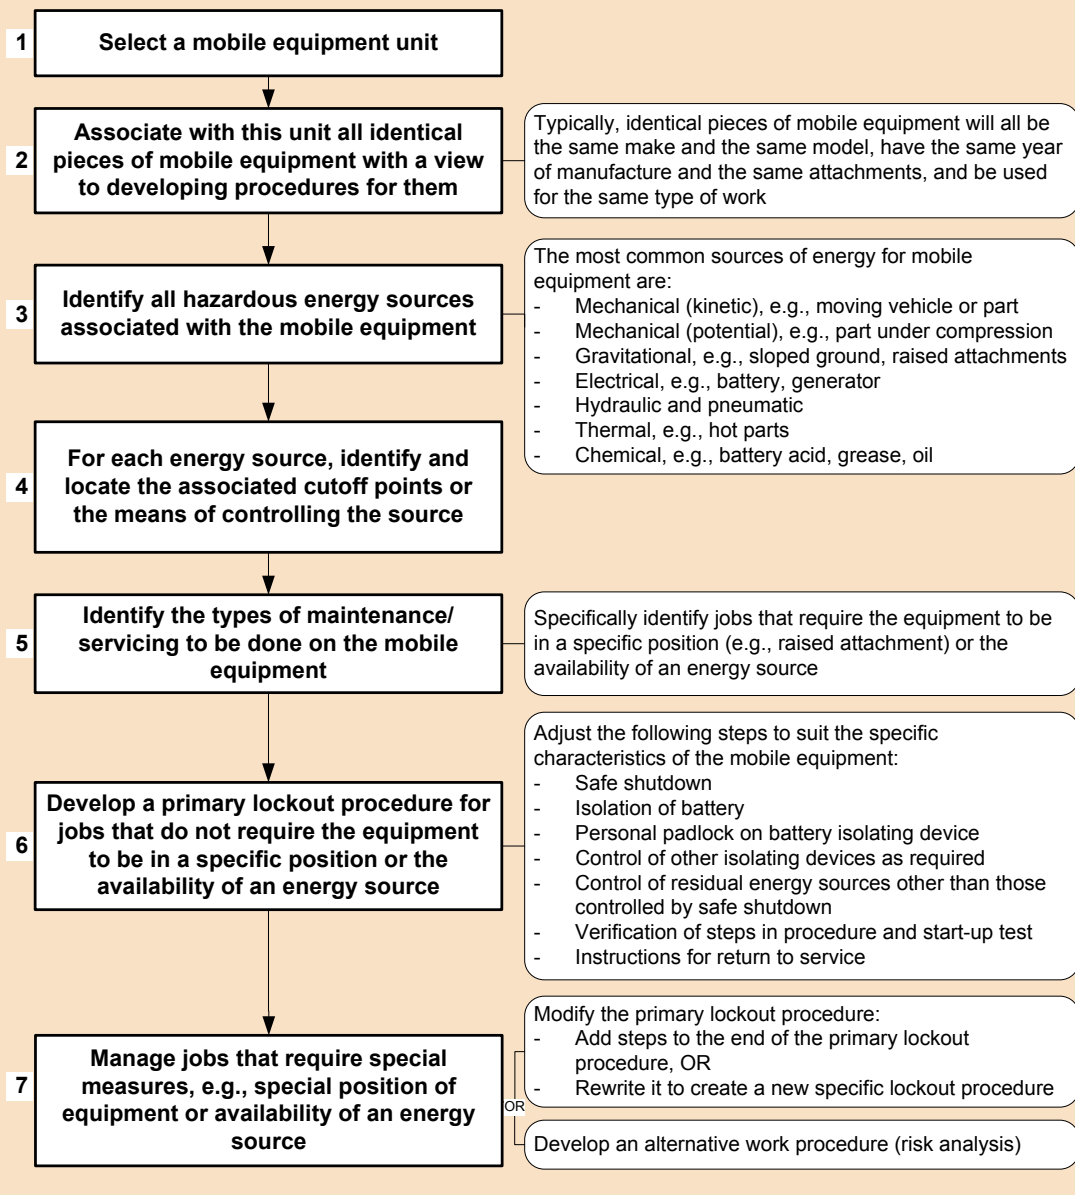 1
Select a mobile equipment unit
2
Associate with this unit all identical
pieces of mobile equipment with a view
to developing procedures for them
Typically, identical pieces of mobile equipment will all be
the same make and the same model, have the same year
of manufacture and the same attachments, and be used
for the same type of work
3
Identify all hazardous energy sources
associated with the mobile equipment
The most common sources of energy for mobile
equipment are:
- Mechanical (kinetic), e.g., moving vehicle or part
- Mechanical (potential), e.g., part under compression
- Gravitational, e.g., sloped ground, raised attachments
- Electrical, e.g., battery, generator
- Hydraulic and pneumatic
- Thermal, e.g., hot parts
- Chemical, e.g., battery acid, grease, oil
4
For each energy source, identify and
locate the associated cutoff points or
the means of controlling the source
5
Identify the types of maintenance/
servicing to be done on the mobile
equipment
Specifically identify jobs that require the equipment to be
in a specific position (e.g., raised attachment) or the
availability of an energy source
6
Develop a primary lockout procedure for
jobs that do not require the equipment
to be in a specific position or the
availability of an energy source
Adjust the following steps to suit the specific
characteristics of the mobile equipment:
- Safe shutdown
- Isolation of battery
- Personal padlock on battery isolating device
- Control of other isolating devices as required
- Control of residual energy sources other than those
controlled by safe shutdown
- Verification of steps in procedure and start-up test
- Instructions for return to service
7
Manage jobs that require special
measures, e.g., special position of
equipment or availability of an energy
source
OR
Modify the primary lockout procedure:
- Add steps to the end of the primary lockout
procedure, OR
- Rewrite it to create a new specific lockout procedure
Develop an alternative work procedure (risk analysis)